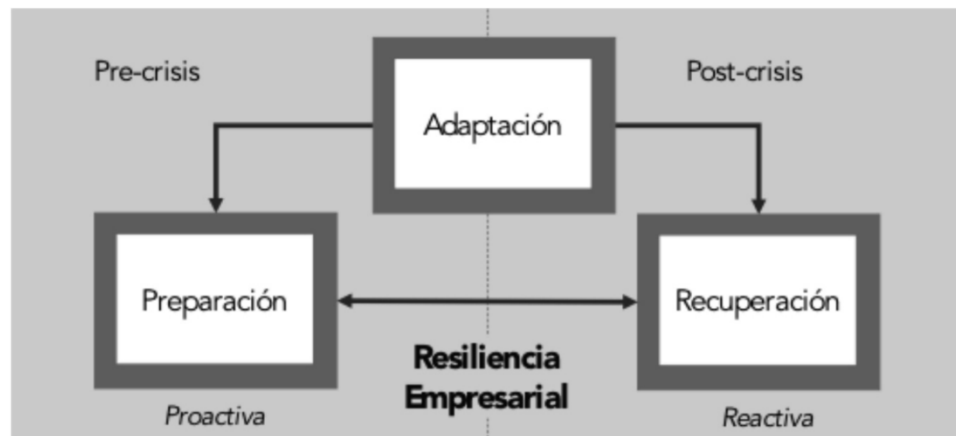 Pre-crisis
Post-crisis
Adaptación
Preparación
Recuperación
Resiliencia
Empresarial
Proactiva
Reactiva